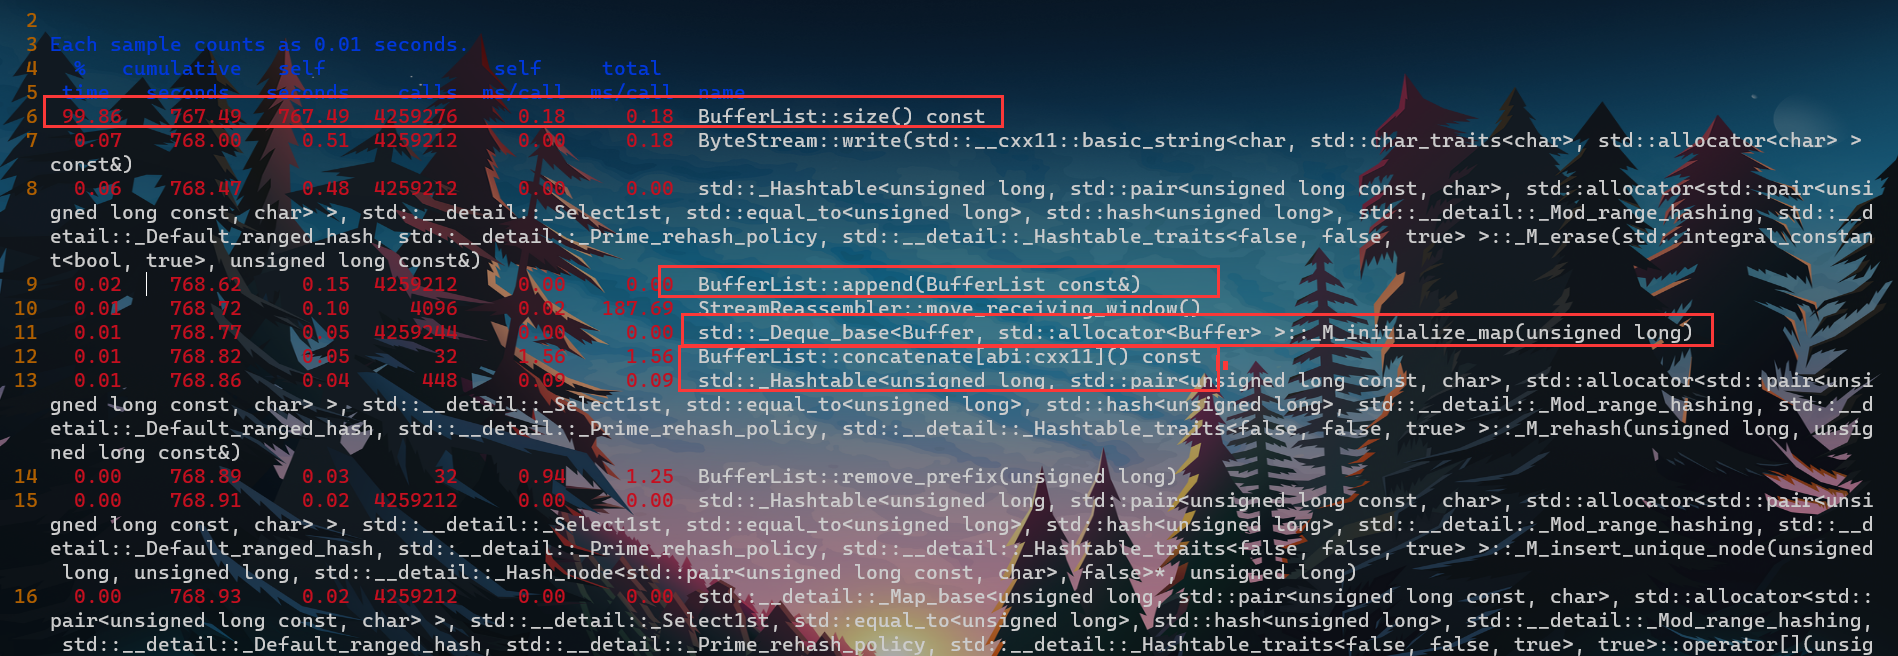 2
3 Each sample counts as 0.01 seconds.
4 % cumulative self self total
5 time seconds seconds calls ms/call ms/call name
6 99.86 767.49 767.49 4259276 0.18 0.18 BufferList::size() const
7 0.07 768.00 0.51 4259212 0.00 0.18 ByteStream::write(std::__cxx11::basic_string<char, std::char_traits<char>, std::allocator<char> >
const&)
8 0.06 768.47 0.48 4259212 0.00 0.00 std::_Hashtable<unsigned long, std::pair<unsigned long const, char>, std::allocator<std::pair<unsi
gned long const, char> >, std::__detail::_Select1st, std::equal_to<unsigned long>, std::hash<unsigned long>, std::__detail::_Mod_range_hashing, std::__d
etail::_Default_ranged_hash, std::__detail::_Prime_rehash_policy, std::__detail::_Hashtable_traits<false, false, true> >::_M_erase(std::integral_constan
t<bool, true>, unsigned long const&)
9 0.02 768.62 0.15 4259212 0.00 0.00 BufferList::append(BufferList const&)
10 0.01 768.72 0.10 4096 0.02 187.69 StreamReassembler::move_receiving_window()
11 0.01 768.77 0.05 4259244 0.00 0.00 std::_Deque_base<Buffer, std::allocator<Buffer> >::_M_initialize_map(unsigned long)
12 0.01 768.82 0.05 32 1.56 1.56 BufferList::concatenate[abi:cxx11]() const
13 0.01 768.86 0.04 448 0.09 0.09 std::_Hashtable<unsigned long, std::pair<unsigned long const, char>, std::allocator<std::pair<unsi
gned long const, char> >, std::__detail::_Select1st, std::equal_to<unsigned long>, std::hash<unsigned long>, std::__detail::_Mod_range_hashing, std::__d
etail::_Default_ranged_hash, std::__detail::_Prime_rehash_policy, std::__detail::_Hashtable_traits<false, false, true> >::_M_rehash(unsigned long, unsig
ned long const&)
14 0.00 768.89 0.03 32 0.94 1.25 BufferList::remove_prefix(unsigned long)
15 0.00 768.91 0.02 4259212 0.00 0.00 std::_Hashtable<unsigned long, std::pair<unsigned long const, char>, std::allocator<std::pair<unsi
gned long const, char> >, std::__detail::_Select1st, std::equal_to<unsigned long>, std::hash<unsigned long>, std::__detail::_Mod_range_hashing, std::__d
etail::_Default_ranged_hash, std::__detail::_Prime_rehash_policy, std::__detail::_Hashtable_traits<false, false, true> >::_M_insert_unique_node(unsigned
long, unsigned long, std::__detail::_Hash_node<std::pair<unsigned long const, char>, false>*, unsigned long)
16 0.00 768.93 0.02 4259212 0.00 0.00 std::__detail::_Map_base<unsigned long, std::pair<unsigned long const, char>, std::allocator<std::
pair<unsigned long const, char> >, std::__detail::_Select1st, std::equal_to<unsigned long>, std::hash<unsigned long>, std::__detail::_Mod_range_hashing,
std::__detail::_Default_ranged_hash, std::__detail::_Prime_rehash_policy, std::__detail::_Hashtable_traits<false, false, true>, true>::operator[](unsig